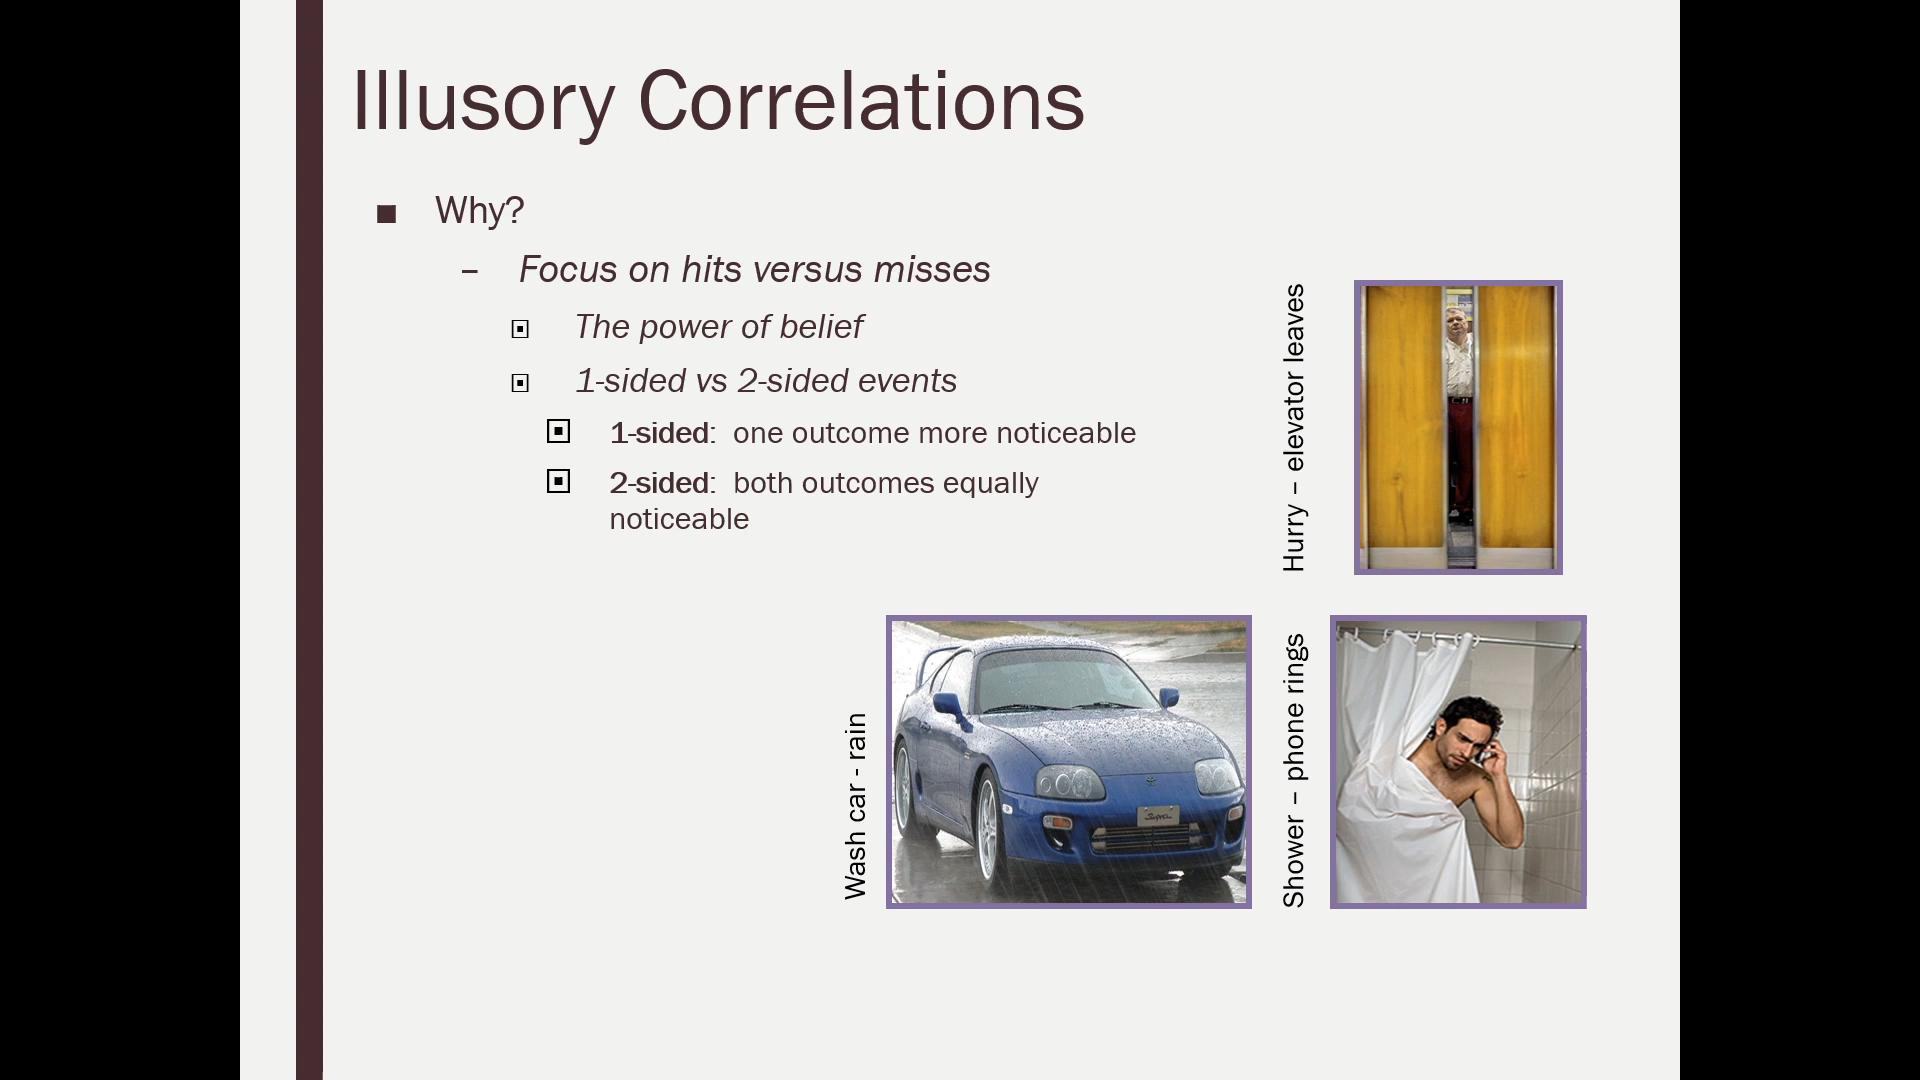 Illusory Correlations
■ Why?
– Focus on hits versus misses
The power of belief
1-sided vs 2-sided events
1-sided: one outcome more noticeable
2-sided: both outcomes equally
noticeable
Hurry – elevator leaves
Wash car - rain
Shower – phone rings
Supra